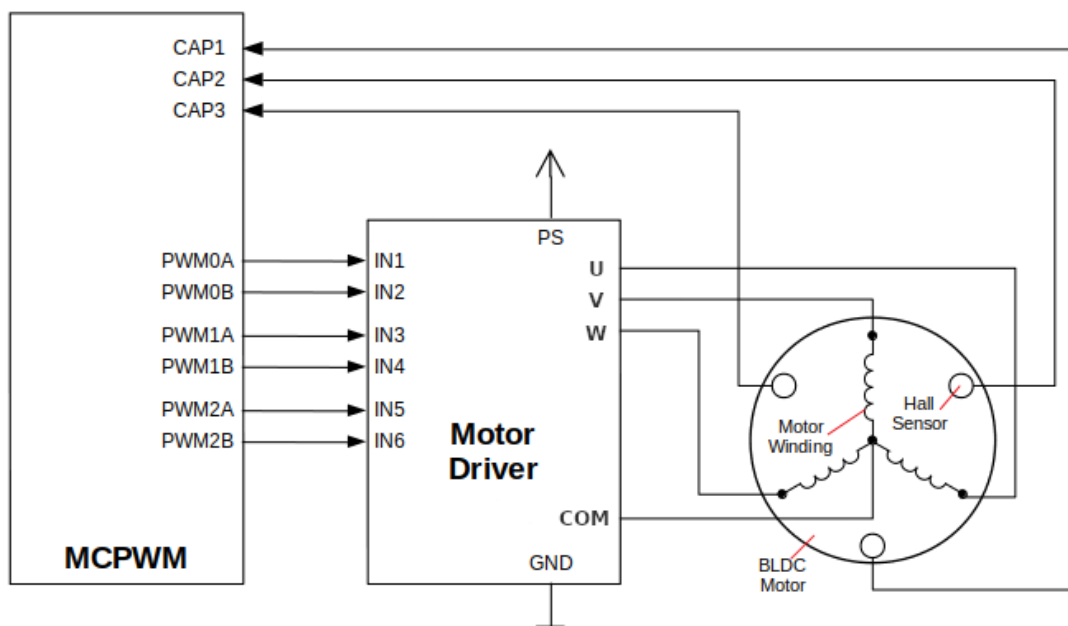 CAP1
CAP2
CAP3
PS
PWM0A
IN1
U
PWM0B
IN2
V
PWM1A
IN3
W
PWM1B
IN4
PWM2A
IN5
PWM2B
IN6
Motor
Driver
Hall
Sensor
Motor
Winding
COM
MCPWM
GND
BLDC
Motor